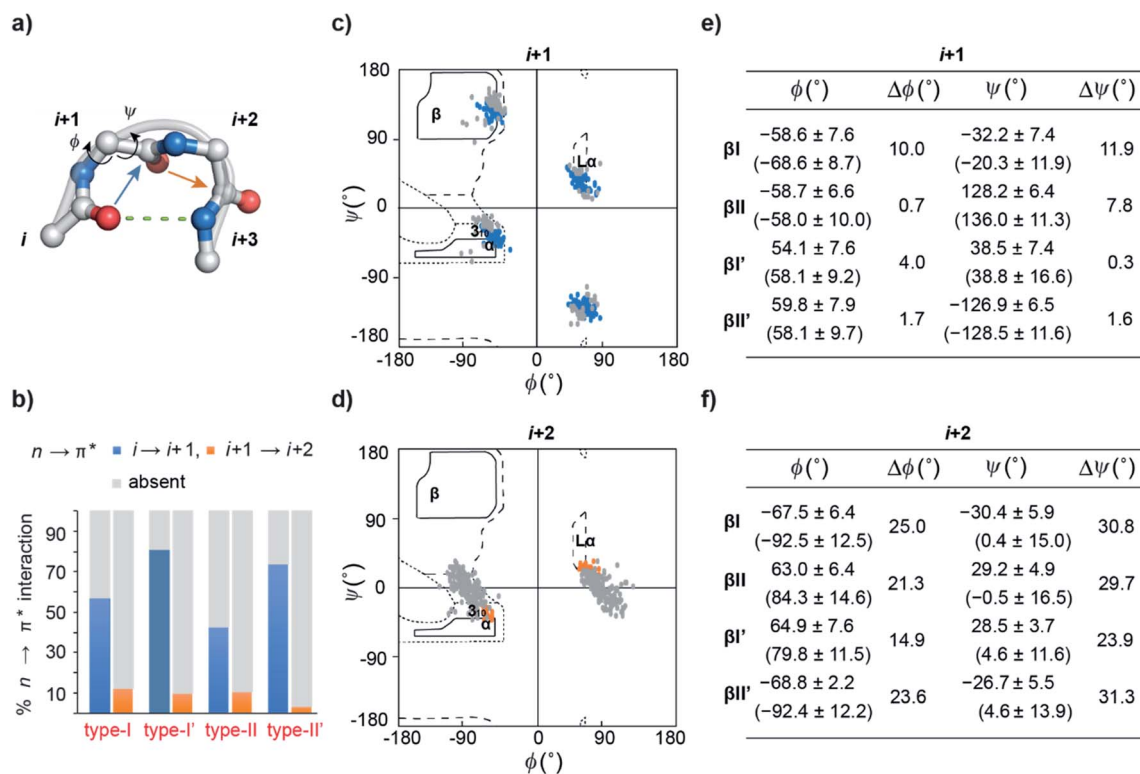 a)
i+1
ψ
i+2
ϕ
i
i+3
b)
n → π* i → i+1, i+1 → i+2
absent
% n → π* interaction
90
70
50
30
10
type-I type-I' type-II type-II'
c)
i+1
180
90
0
-90
-180
ψ(°)
β
Lα
3₁₀
α
-180 -90 0 90 180
ϕ(°)
d)
i+2
180
90
0
-90
-180
ψ(°)
β
Lα
3₁₀
α
-180 -90 0 90 180
ϕ(°)
e)
i+1
ϕ(°) Δϕ(°) ψ(°) Δψ(°)
βI −58.6 ± 7.6 10.0 −32.2 ± 7.4 11.9
(−68.6 ± 8.7) (−20.3 ± 11.9)
βII −58.7 ± 6.6 0.7 128.2 ± 6.4 7.8
(−58.0 ± 10.0) (136.0 ± 11.3)
βI' 54.1 ± 7.6 4.0 38.5 ± 7.4 0.3
(58.1 ± 9.2) (38.8 ± 16.6)
βII' 59.8 ± 7.9 1.7 −126.9 ± 6.5 1.6
(58.1 ± 9.7) (−128.5 ± 11.6)
f)
i+2
ϕ(°) Δϕ(°) ψ(°) Δψ(°)
βI −67.5 ± 6.4 25.0 −30.4 ± 5.9 30.8
(−92.5 ± 12.5) (0.4 ± 15.0)
βII 63.0 ± 6.4 21.3 29.2 ± 4.9 29.7
(84.3 ± 14.6) (−0.5 ± 16.5)
βI' 64.9 ± 7.6 14.9 28.5 ± 3.7 23.9
(79.8 ± 11.5) (4.6 ± 11.6)
βII' −68.8 ± 2.2 23.6 −26.7 ± 5.5 31.3
(−92.4 ± 12.2) (4.6 ± 13.9)